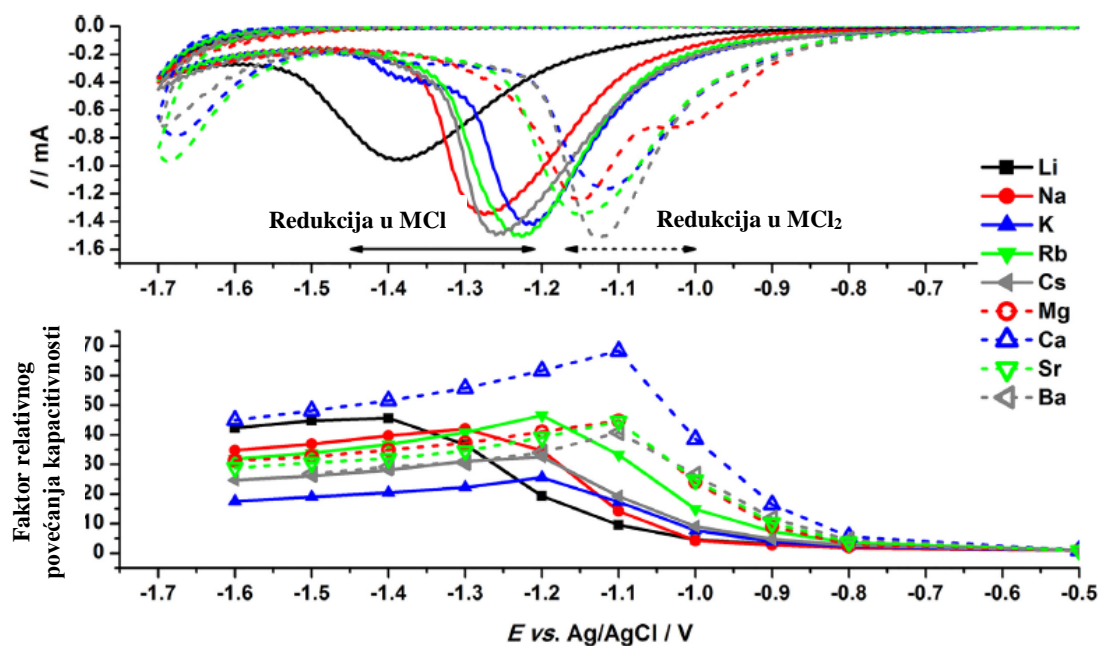 0.0
-0.2
-0.4
-0.6
-0.8
-1.0
-1.2
-1.4
-1.6
I / mA
Redukcija u MCl
Redukcija u MCl₂
-1.7 -1.6 -1.5 -1.4 -1.3 -1.2 -1.1 -1.0 -0.9 -0.8 -0.7
Li
Na
K
Rb
Cs
Mg
Ca
Sr
Ba
70
60
50
40
30
20
10
0
Faktor relativnog
povećanja kapacitivnosti
-1.7 -1.6 -1.5 -1.4 -1.3 -1.2 -1.1 -1.0 -0.9 -0.8 -0.7 -0.6 -0.5
E vs. Ag/AgCl / V